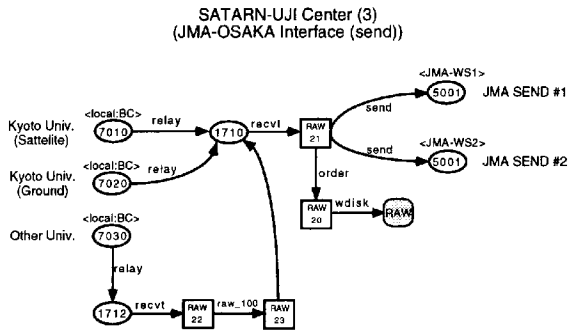 SATARN-UJI Center (3)
(JMA-OSAKA Interface (send))
<JMA-WS1>
5001
JMA SEND #1
send
<local:BC>
Kyoto Univ.
(Sattelite)
7010
relay
1710
recvt
RAW
21
send
<JMA-WS2>
5001
JMA SEND #2
<local:BC>
Kyoto Univ.
(Ground)
7020
relay
order
RAW
20
wdisk
RAW
<local:BC>
Other Univ.
7030
relay
1712
recvt
RAW
22
raw_100
RAW
23